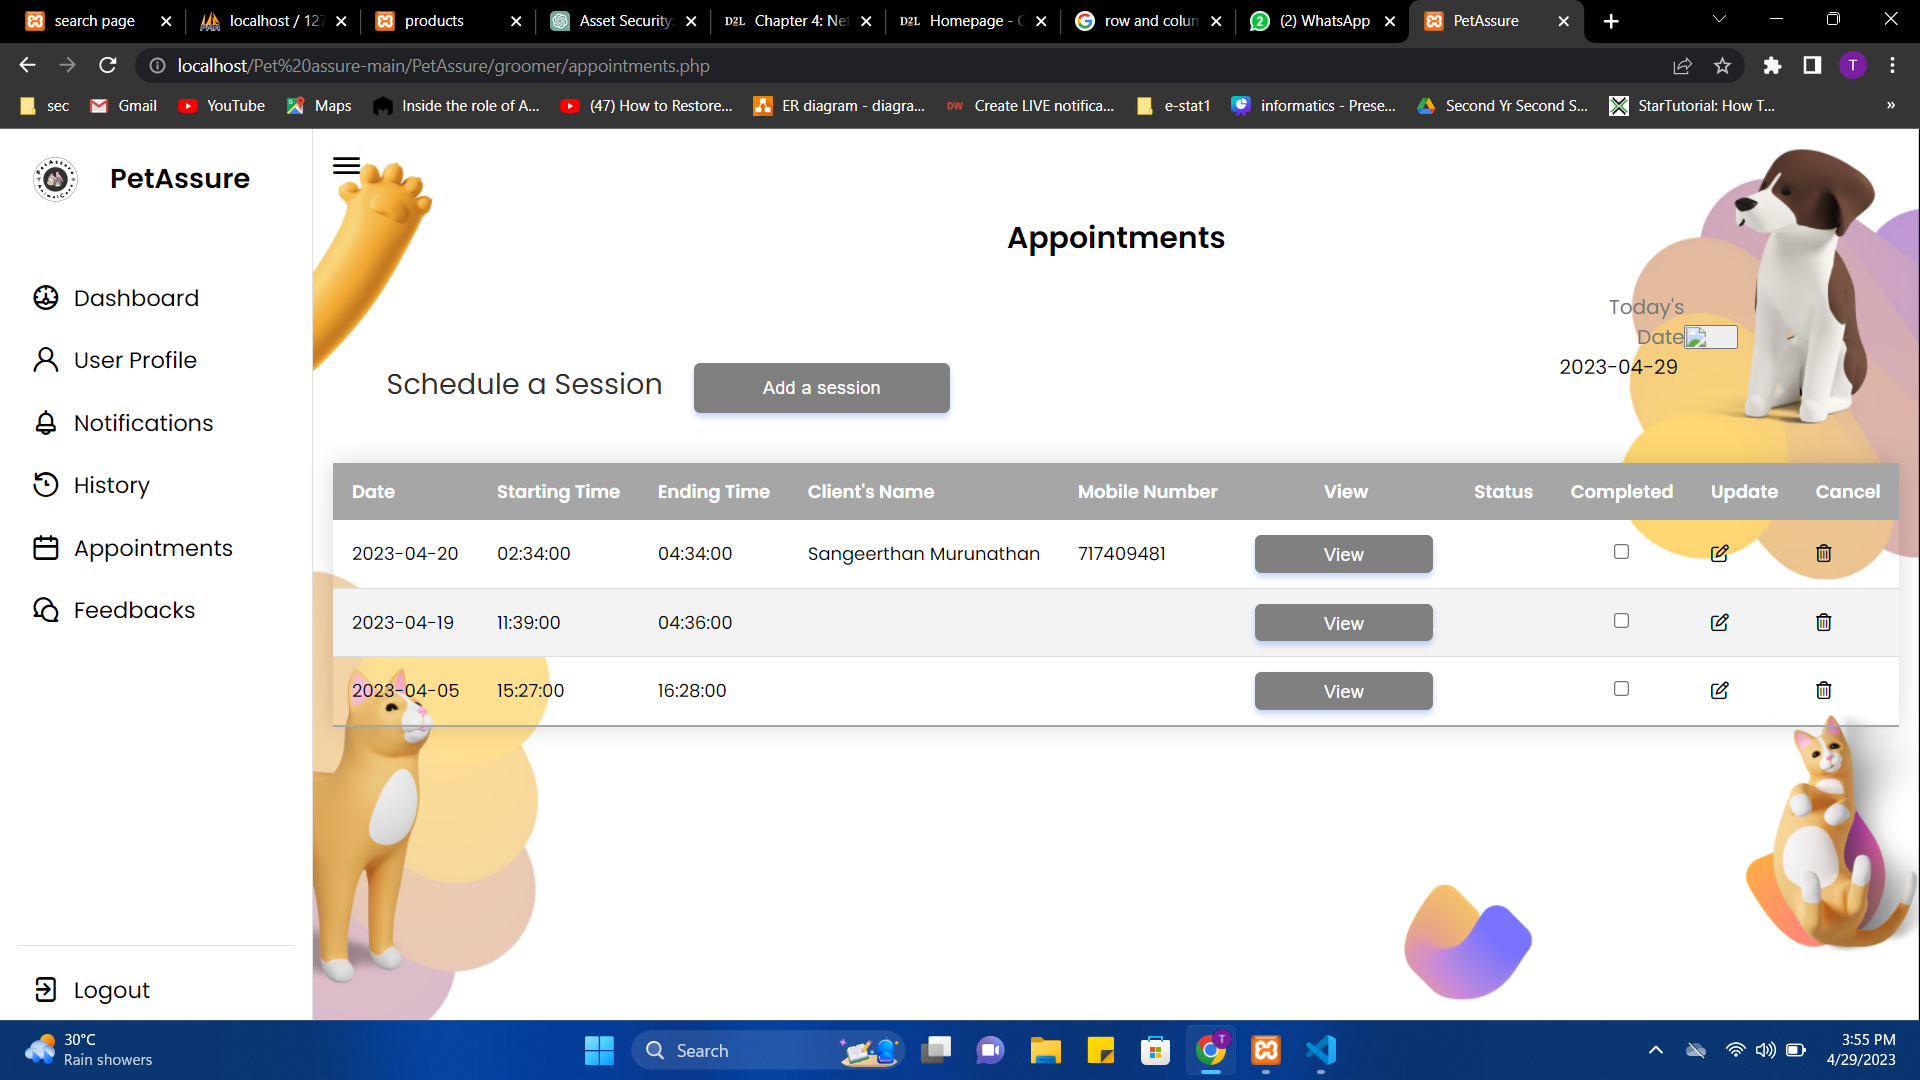 search page
localhost / 127
products
Asset Security:
D2L Chapter 4: Net
D2L Homepage - C
row and colum
(2) WhatsApp
PetAssure
localhost/Pet%20assure-main/PetAssure/groomer/appointments.php
T
sec
Gmail
YouTube
Maps
Inside the role of A...
(47) How to Restore...
ER diagram - diagra...
DW Create LIVE notifica...
e-stat1
informatics - Prese...
Second Yr Second S...
StarTutorial: How T...
»
PetAssure
Dashboard
User Profile
Notifications
History
Appointments
Feedbacks
Logout
Appointments
Today's
Date
2023-04-29
Schedule a Session Add a session
Date Starting Time Ending Time Client's Name Mobile Number View Status Completed Update Cancel
2023-04-20 02:34:00 04:34:00 Sangeerthan Murunathan 717409481 View
2023-04-19 11:39:00 04:36:00 View
2023-04-05 15:27:00 16:28:00 View
30°C
Rain showers
Search
T
3:55 PM
4/29/2023